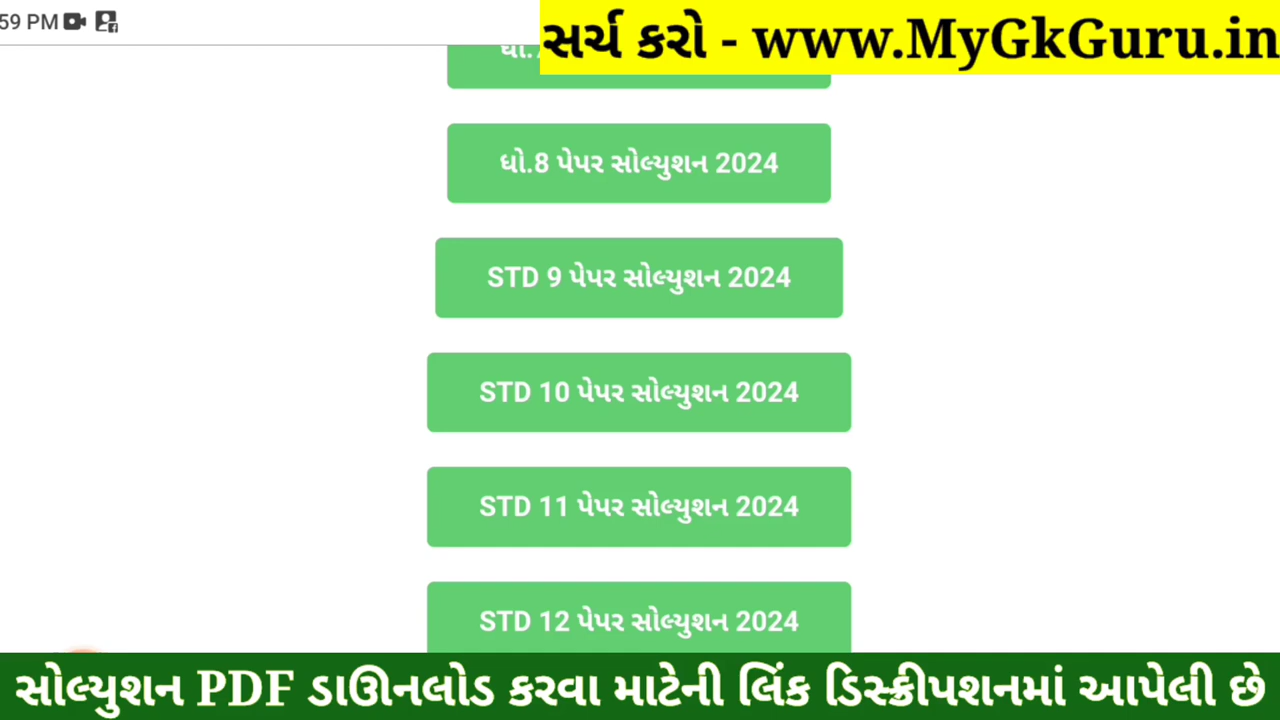 59 PM
સર્ચ કરો - www.MyGkGuru.in
ધો.8 પેપર સોલ્યુશન 2024
STD 9 પેપર સોલ્યુશન 2024
STD 10 પેપર સોલ્યુશન 2024
STD 11 પેપર સોલ્યુશન 2024
STD 12 પેપર સોલ્યુશન 2024
સોલ્યુશન PDF ડાઊનલોડ કરવા માટેની લિંક ડિસ્ક્રીપશનમાં આપેલી છે